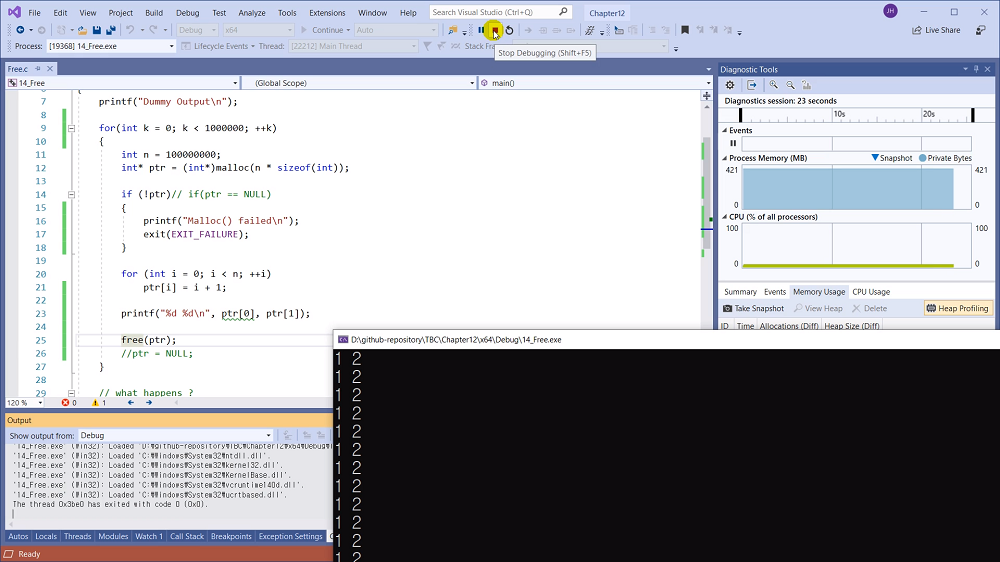 File Edit View Project Build Debug Test Analyze Tools Extensions Window Help Search Visual Studio (Ctrl+Q) Chapter12 JH
Debug x64 Continue Auto Live Share
Process: [19368] 14_Free.exe Lifecycle Events Thread: [22212] Main Thread Stack Fra
Stop Debugging (Shift+F5)
Free.c
14_Free (Global Scope) main()
7 printf("Dummy Output\n");
8
9 for(int k = 0; k < 1000000; ++k)
10 {
11 int n = 100000000;
12 int* ptr = (int*)malloc(n * sizeof(int));
13
14 if (!ptr)// if(ptr == NULL)
15 {
16 printf("Malloc() failed\n");
17 exit(EXIT_FAILURE);
18 }
19
20 for (int i = 0; i < n; ++i)
21 ptr[i] = i + 1;
22
23 printf("%d %d\n", ptr[0], ptr[1]);
24
25 free(ptr);
26 //ptr = NULL;
27 }
28
29 // what happens ?
120 % 0 1
Output
Show output from: Debug
'14_Free.exe' (Win32): Loaded 'C:₩Windows₩System32₩ntdll.dll'.
'14_Free.exe' (Win32): Loaded 'C:₩Windows₩System32₩kernel32.dll'.
'14_Free.exe' (Win32): Loaded 'C:₩Windows₩System32₩KernelBase.dll'.
'14_Free.exe' (Win32): Loaded 'C:₩Windows₩System32₩vcruntime140d.dll'.
'14_Free.exe' (Win32): Loaded 'C:₩Windows₩System32₩ucrtbased.dll'.
The thread 0x3be0 has exited with code 0 (0x0).
Autos Locals Threads Modules Watch 1 Call Stack Breakpoints Exception Settings
Ready
Diagnostic Tools
Diagnostics session: 23 seconds
10s 20s
Events
Process Memory (MB) Snapshot Private Bytes
421 421
0 0
CPU (% of all processors)
100 100
0 0
Summary Events Memory Usage CPU Usage
Take Snapshot View Heap Delete Heap Profiling
ID Time Allocations (Diff) Heap Size (Diff)
D:\github-repository\TBC\Chapter12\x64\Debug\14_Free.exe
1 2
1 2
1 2
1 2
1 2
1 2
1 2
1 2
1 2
1 2
1 2
1 2